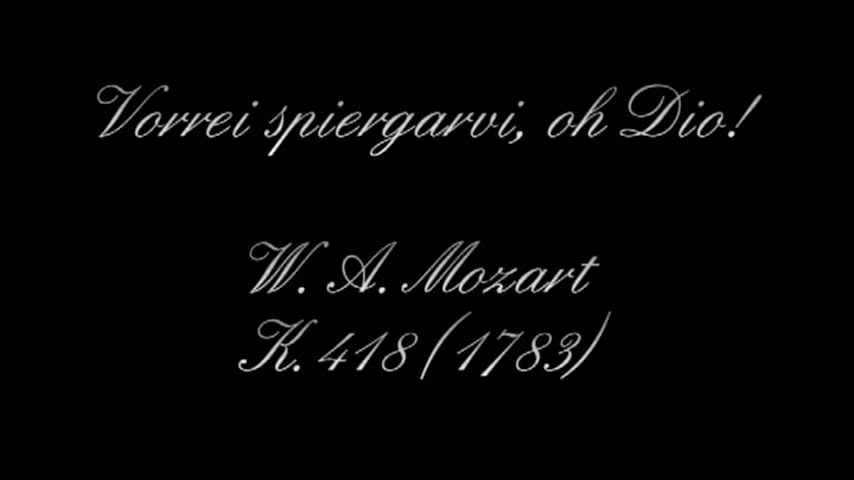 Vorrei spiergarvi, oh Dio!
W. A. Mozart
K. 418 (1783)